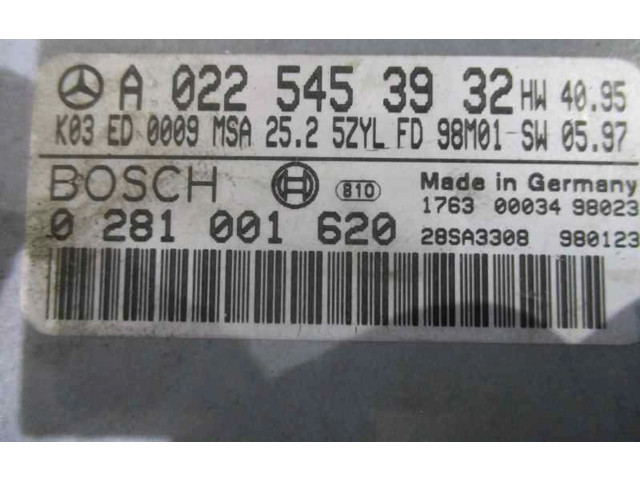 A 022 545 39 32 HW 40.95
K03 ED 0009 MSA 25.2 5ZYL FD 98M01 SW 05.97
BOSCH 810 Made in Germany
1763 00034 98023
0 281 001 620 28SA3308 980123